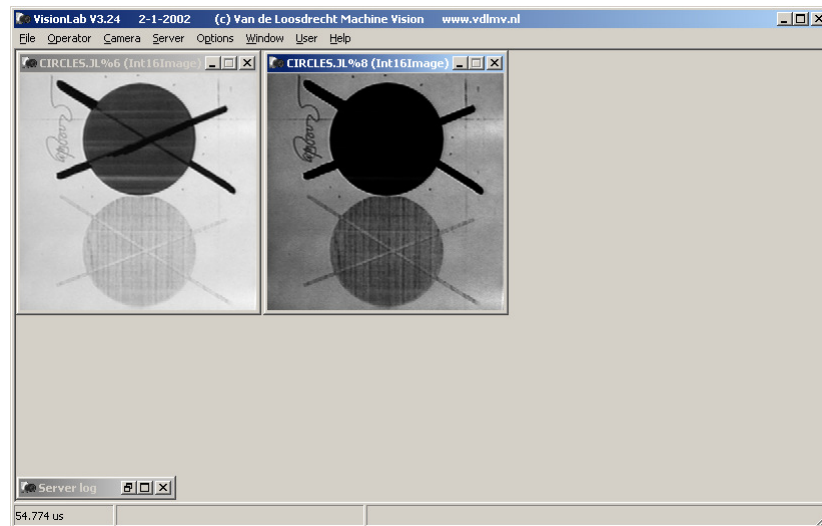 VisionLab V3.24 2-1-2002 (c) Van de Loosdrecht Machine Vision www.vdlmv.nl
File Operator Camera Server Options Window User Help
CIRCLES.JL%6 (Int16Image) CIRCLES.JL%8 (Int16Image)
Server log
54.774 us